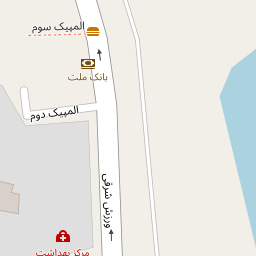 المپیک سوم
بانک ملت
المپیک دوم
ورزش شرقی
مرکز بهداشت